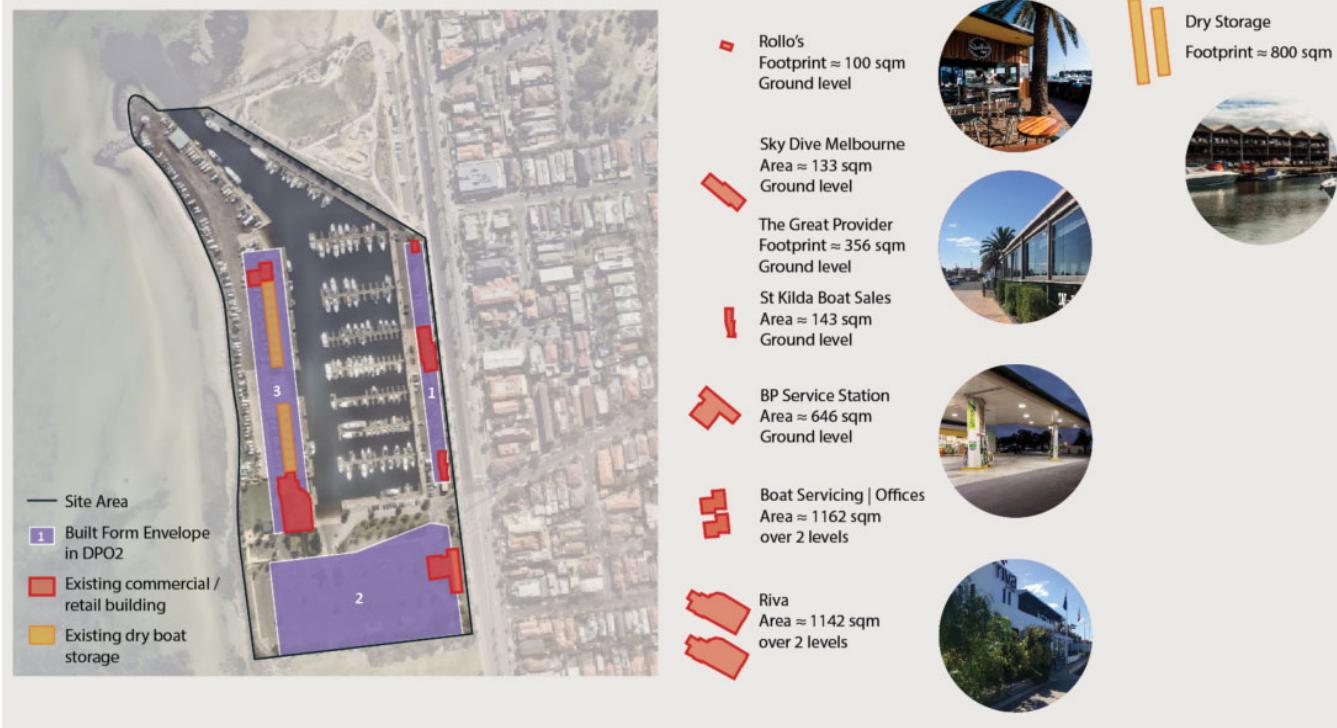 3
1
2
Site Area
1
Built Form Envelope
in DPO2
Existing commercial /
retail building
Existing dry boat
storage
Rollo's
Footprint ≈ 100 sqm
Ground level
Sky Dive Melbourne
Area ≈ 133 sqm
Ground level
The Great Provider
Footprint ≈ 356 sqm
Ground level
St Kilda Boat Sales
Area ≈ 143 sqm
Ground level
BP Service Station
Area ≈ 646 sqm
Ground level
Boat Servicing | Offices
Area ≈ 1162 sqm
over 2 levels
Riva
Area ≈ 1142 sqm
over 2 levels
riva
Dry Storage
Footprint ≈ 800 sqm